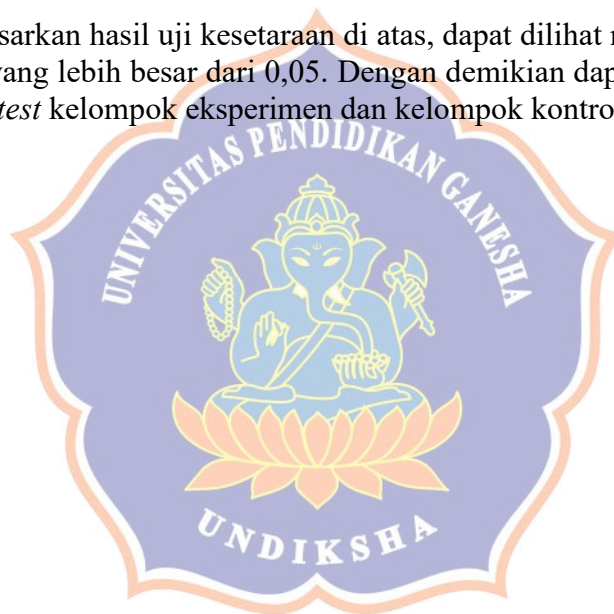 sarkan hasil uji kesetaraan di atas, dapat dilihat
yang lebih besar dari 0,05. Dengan demikian dap
test kelompok eksperimen dan kelompok kontro
UNIVERSITAS PENDIDIKAN GANESHA
UNDIKSHA